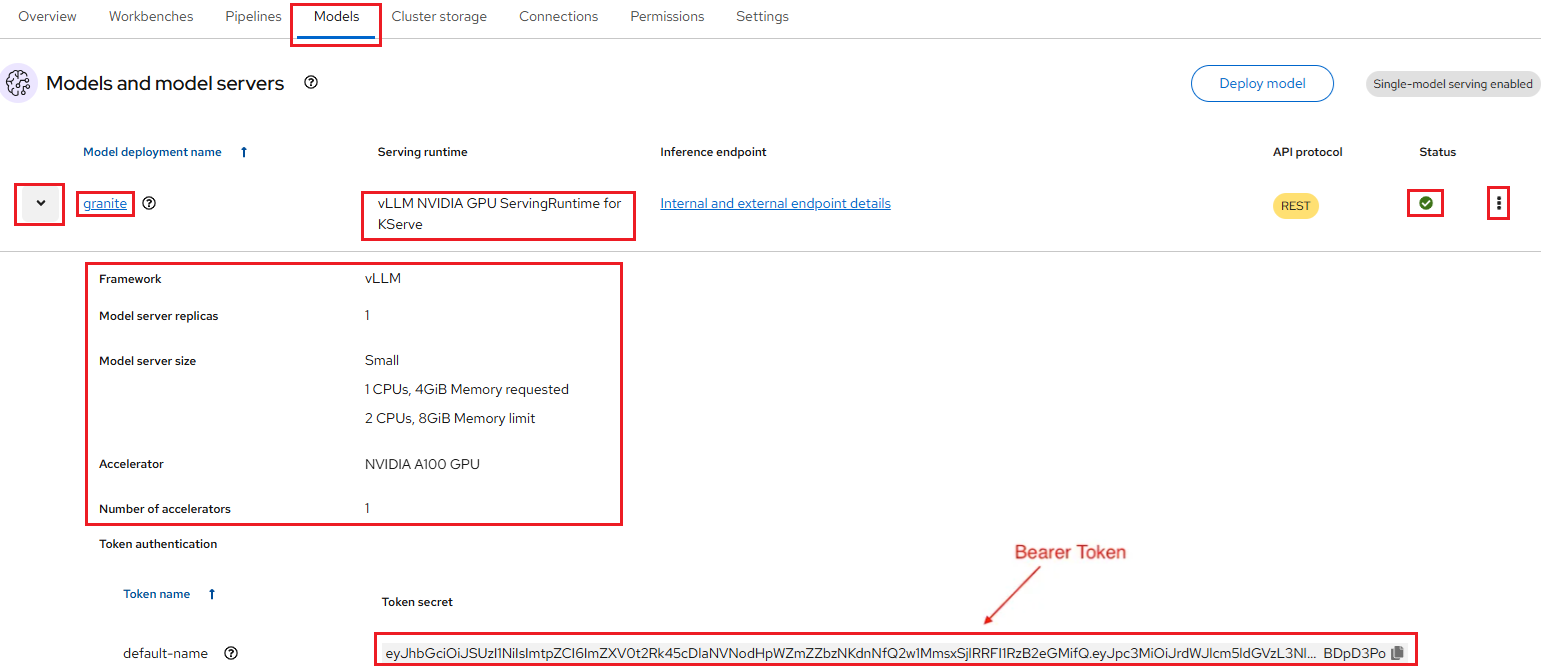 Overview Workbenches Pipelines Models Cluster storage Connections Permissions Settings
Models and model servers
Deploy model
Single-model serving enabled
Model deployment name Serving runtime Inference endpoint API protocol Status
granite vLLM NVIDIA GPU ServingRuntime for Internal and external endpoint details REST
KServe
Framework vLLM
Model server replicas 1
Model server size Small
1 CPUs, 4GiB Memory requested
2 CPUs, 8GiB Memory limit
Accelerator NVIDIA A100 GPU
Number of accelerators 1
Token authentication
Bearer Token
Token name Token secret
default-name